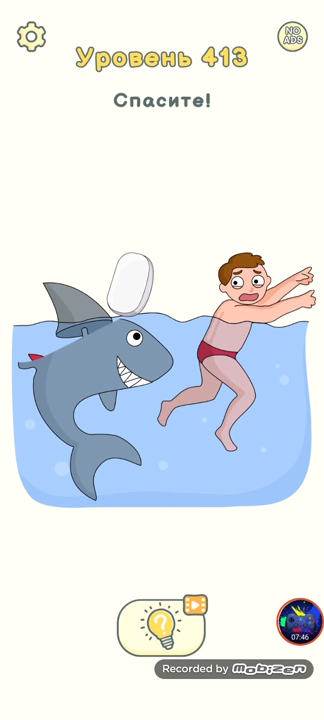 NO
ADS
Уровень 413
Спасите!
?
07:46
Recorded by mobizen